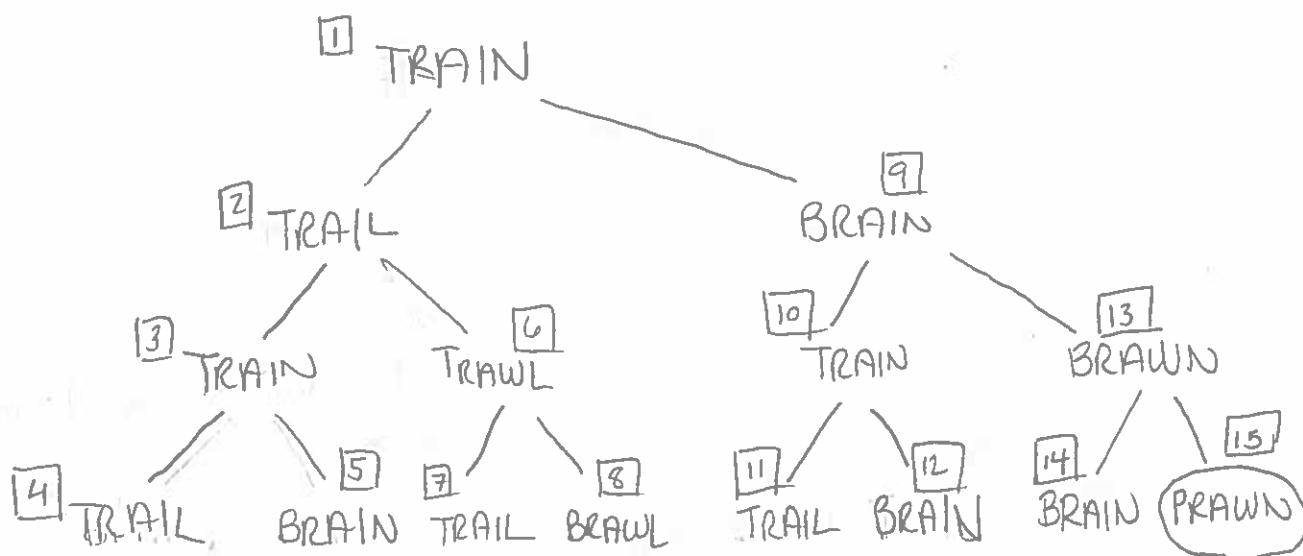 1 TRAIN
2 TRAIL 9 BRAIN
3 TRAIN 6 TRAWL 10 TRAIN 13 BRAWN
4 TRAIL 5 BRAIN 7 TRAIL 8 BRAWL 11 TRAIL 12 BRAIN 14 BRAIN 15 PRAWN